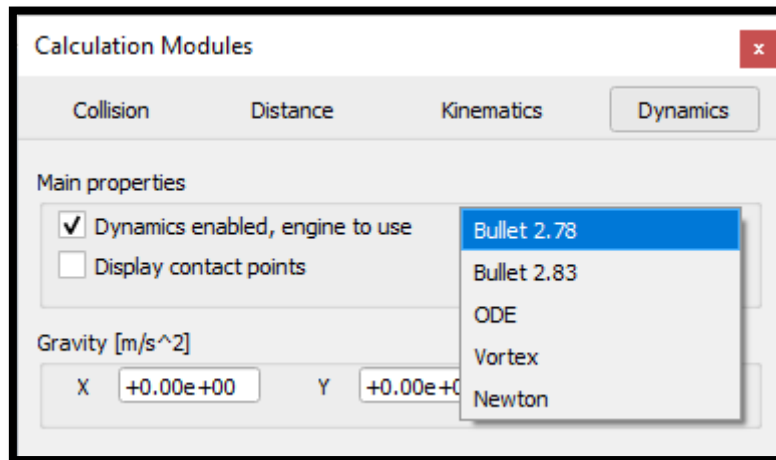 Calculation Modules
x
Collision Distance Kinematics Dynamics
Main properties
Dynamics enabled, engine to use
Display contact points
Bullet 2.78
Bullet 2.83
ODE
Vortex
Newton
Gravity [m/s^2]
X +0.00e+00 Y